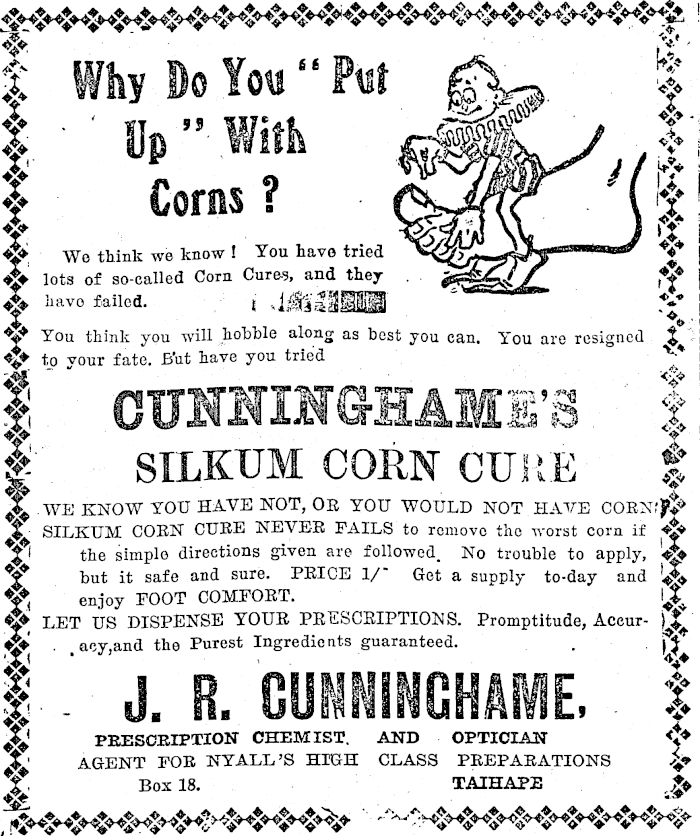 Why Do You “ Put
Up ” With
Corns ?
We think we know ! You have tried
lots of so-called Corn Cures, and they
have failed.
You think you will hobble along as best you can. You are resigned
to your fate. But have you tried
CUNNINGHAME'S
SILKUM CORN CURE
WE KNOW YOU HAVE NOT, OR YOU WOULD NOT HAVE CORNS,
SILKUM CORN CURE NEVER FAILS to remove the worst corn if
the simple directions given are followed. No trouble to apply,
but it safe and sure. PRICE 1/- Get a supply to-day and
enjoy FOOT COMFORT.
LET US DISPENSE YOUR PRESCRIPTIONS. Promptitude, Accur-
acy,and the Purest Ingredients guaranteed.
J. R. CUNNINGHAME,
PRESCRIPTION CHEMIST, AND OPTICIAN
AGENT FOR NYALL'S HIGH CLASS PREPARATIONS
Box 18. TAIHAPE